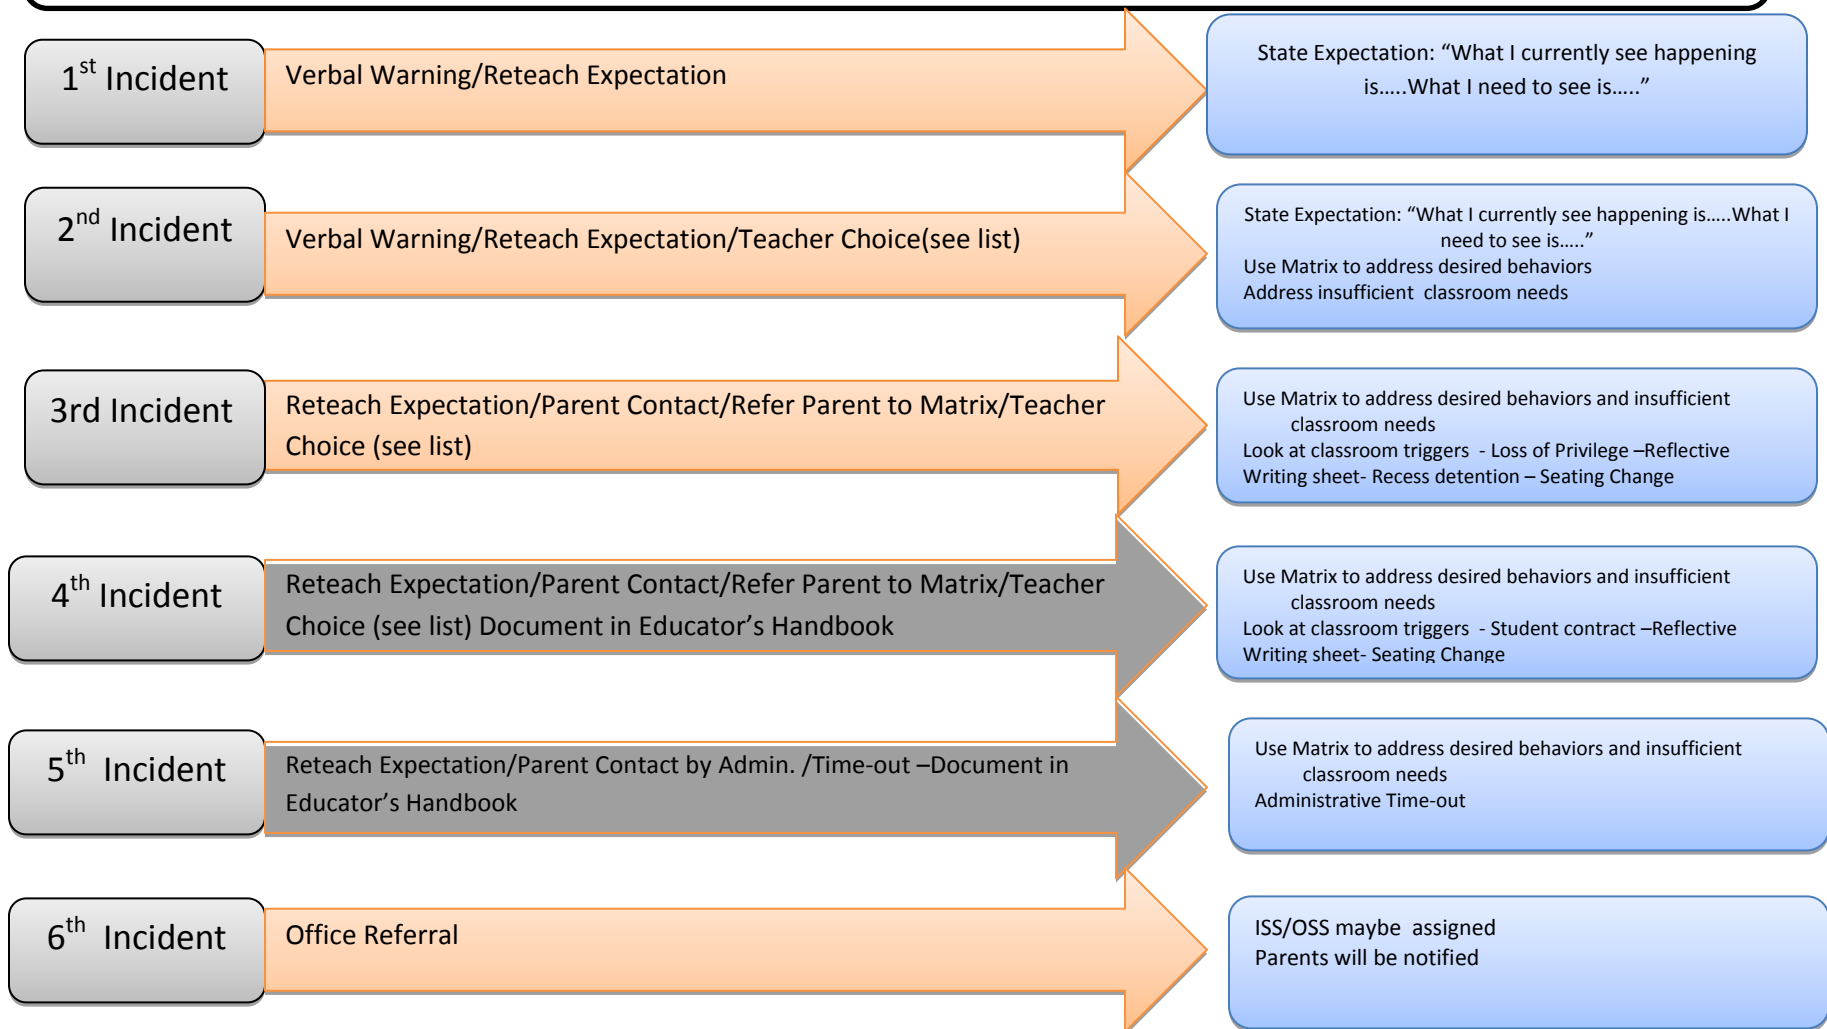 1st Incident
Verbal Warning/Reteach Expectation
State Expectation: “What I currently see happening
is…..What I need to see is…..”
2nd Incident
Verbal Warning/Reteach Expectation/Teacher Choice(see list)
State Expectation: “What I currently see happening is…..What I
need to see is…..”
Use Matrix to address desired behaviors
Address insufficient  classroom needs
3rd Incident
Reteach Expectation/Parent Contact/Refer Parent to Matrix/Teacher
Choice (see list)
Use Matrix to address desired behaviors and insufficient
classroom needs
Look at classroom triggers  - Loss of Privilege –Reflective
Writing sheet- Recess detention – Seating Change
4th Incident
Reteach Expectation/Parent Contact/Refer Parent to Matrix/Teacher
Choice (see list) Document in Educator’s Handbook
Use Matrix to address desired behaviors and insufficient
classroom needs
Look at classroom triggers  - Student contract –Reflective
Writing sheet- Seating Change
5th  Incident
Reteach Expectation/Parent Contact by Admin. /Time-out –Document in
Educator’s Handbook
Use Matrix to address desired behaviors and insufficient
classroom needs
Administrative Time-out
6th  Incident
Office Referral
ISS/OSS maybe  assigned
Parents will be notified